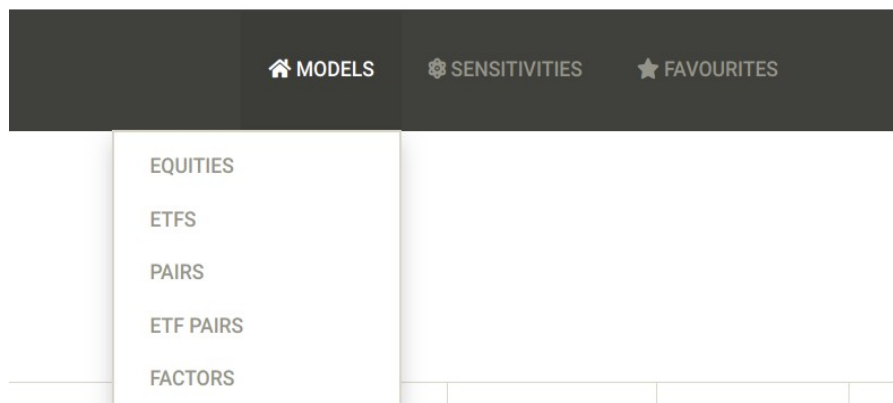 MODELS SENSITIVITIES FAVOURITES
EQUITIES
ETFS
PAIRS
ETF PAIRS
FACTORS